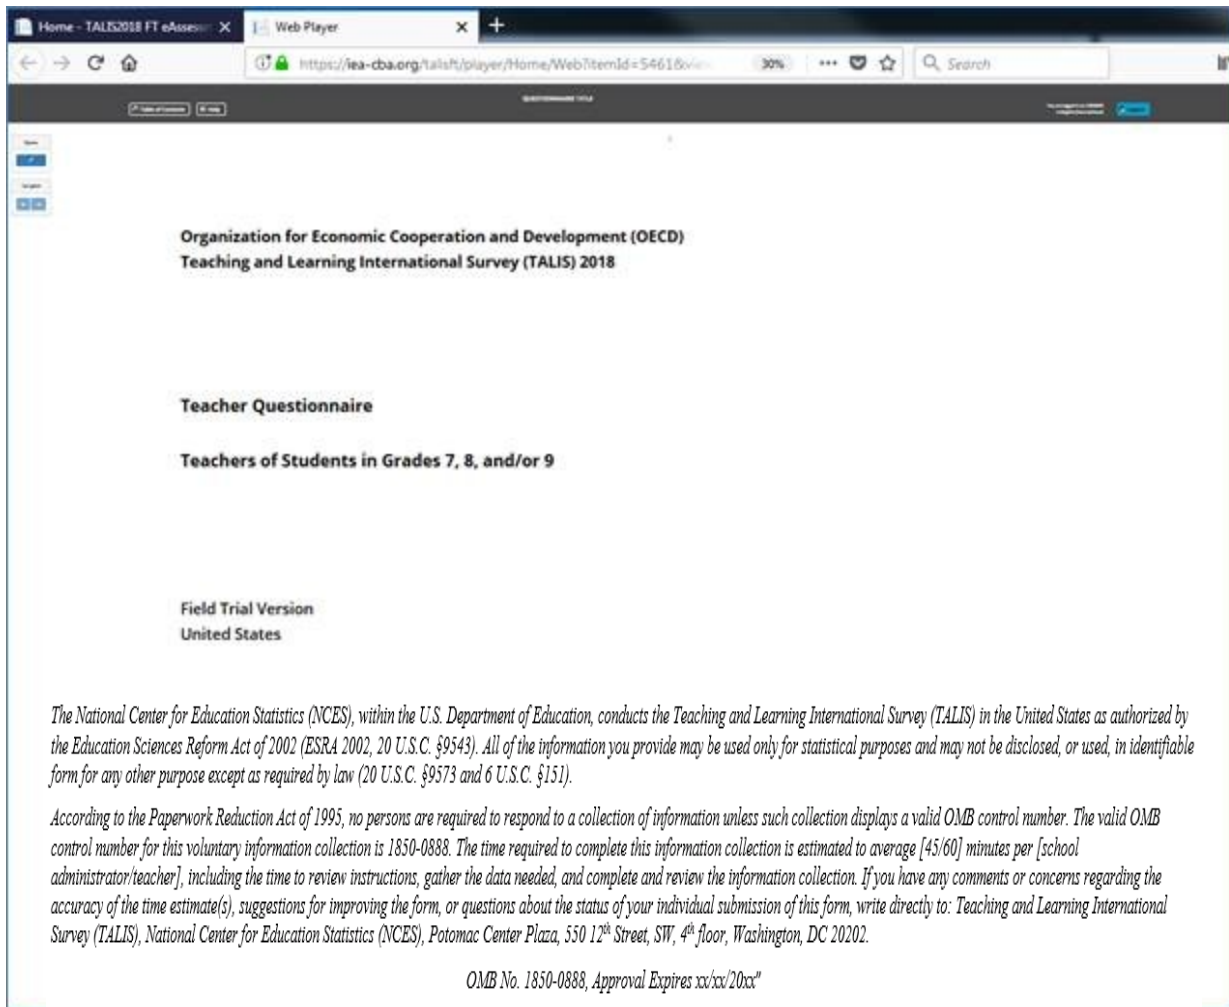 Home - TALIS2018 FT eAssess
Web Player
https://iea-cba.org/talisft/player/Home/Web?itemId=5461&vie
30%
Search
QUESTIONNAIRE TITLE
Table of Contents
Help
Organization for Economic Cooperation and Development (OECD)
Teaching and Learning International Survey (TALIS) 2018
Teacher Questionnaire
Teachers of Students in Grades 7, 8, and/or 9
Field Trial Version
United States
The National Center for Education Statistics (NCES), within the U.S. Department of Education, conducts the Teaching and Learning International Survey (TALIS) in the United States as authorized by
the Education Sciences Reform Act of 2002 (ESRA 2002, 20 U.S.C. §9543). All of the information you provide may be used only for statistical purposes and may not be disclosed, or used, in identifiable
form for any other purpose except as required by law (20 U.S.C. §9573 and 6 U.S.C. §151).
According to the Paperwork Reduction Act of 1995, no persons are required to respond to a collection of information unless such collection displays a valid OMB control number. The valid OMB
control number for this voluntary information collection is 1850-0888. The time required to complete this information collection is estimated to average [45/60] minutes per [school
administrator/teacher], including the time to review instructions, gather the data needed, and complete and review the information collection. If you have any comments or concerns regarding the
accuracy of the time estimate(s), suggestions for improving the form, or questions about the status of your individual submission of this form, write directly to: Teaching and Learning International
Survey (TALIS), National Center for Education Statistics (NCES), Potomac Center Plaza, 550 12th Street, SW, 4th floor, Washington, DC 20202.
OMB No. 1850-0888, Approval Expires xx/xx/20xx"